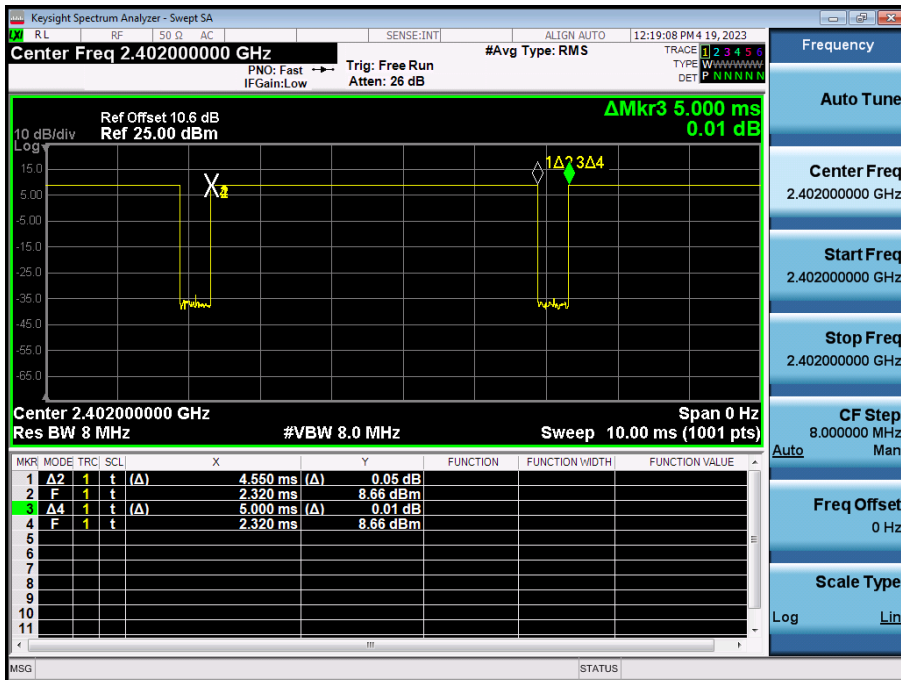 Keysight Spectrum Analyzer - Swept SA
LXI RL RF 50 Ω AC SENSE:INT ALIGN AUTO 12:19:08 PM 4 19, 2023
Center Freq 2.402000000 GHz
#Avg Type: RMS
TRACE 1 2 3 4 5 6
TYPE W W W W W W
DET P N N N N N
PNO: Fast
IFGain:Low
Trig: Free Run
Atten: 26 dB
ΔMkr3 5.000 ms
0.01 dB
Ref Offset 10.6 dB
10 dB/div Ref 25.00 dBm
Log
15.0
5.00
-5.00
-15.0
-25.0
-35.0
-45.0
-55.0
-65.0
1Δ2 3Δ4
Center 2.402000000 GHz Span 0 Hz
Res BW 8 MHz #VBW 8.0 MHz Sweep 10.00 ms (1001 pts)
MKR MODE TRC SCL X Y FUNCTION FUNCTION WIDTH FUNCTION VALUE
1 Δ2 1 t (Δ) 4.550 ms (Δ) 0.05 dB
2 F 1 t 2.320 ms 8.66 dBm
3 Δ4 1 t (Δ) 5.000 ms (Δ) 0.01 dB
4 F 1 t 2.320 ms 8.66 dBm
5
6
7
8
9
10
11
MSG STATUS
Frequency
Auto Tune
Center Freq
2.402000000 GHz
Start Freq
2.402000000 GHz
Stop Freq
2.402000000 GHz
CF Step
8.000000 MHz
Auto Man
Freq Offset
0 Hz
Scale Type
Log Lin